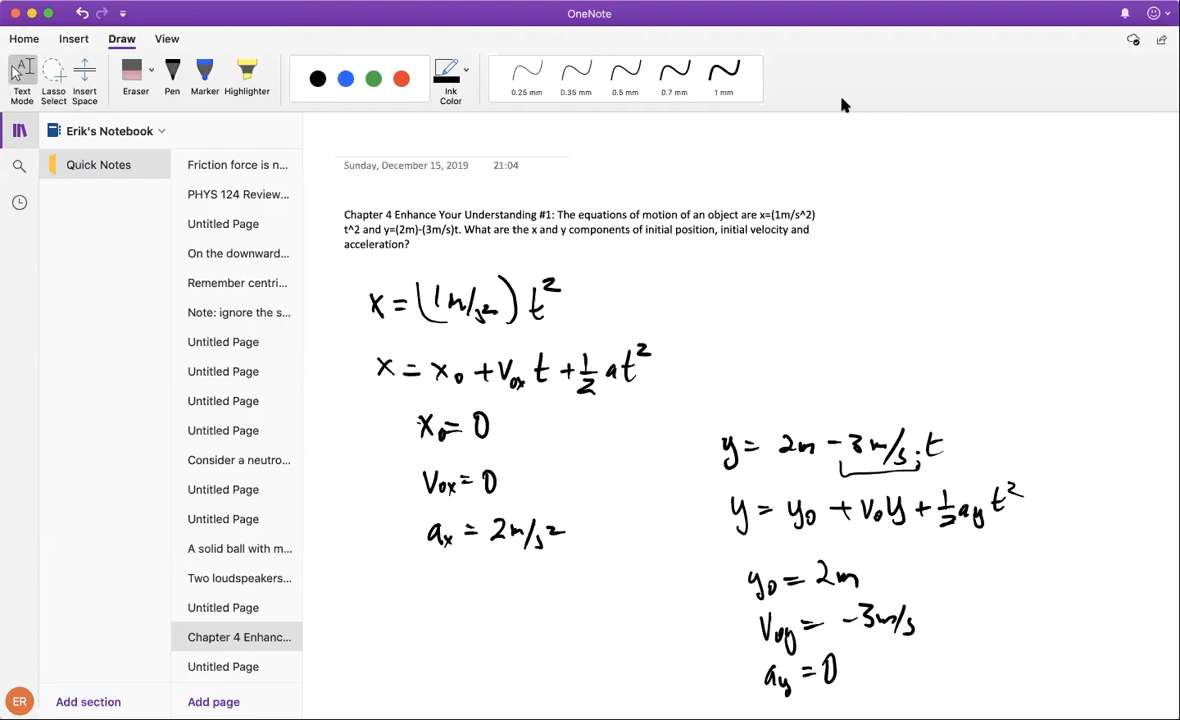 OneNote
Home Insert Draw View
Text Mode
Lasso Select
Insert Space
Eraser
Pen
Marker
Highlighter
Ink Color
0.25 mm
0.35 mm
0.5 mm
0.7 mm
1 mm
Erik's Notebook
Quick Notes
Friction force is n...
PHYS 124 Review...
Untitled Page
On the downward...
Remember centri...
Note: ignore the s...
Untitled Page
Untitled Page
Untitled Page
Untitled Page
Consider a neutro...
Untitled Page
Untitled Page
A solid ball with m...
Two loudspeakers...
Untitled Page
Chapter 4 Enhanc...
Untitled Page
ER
Add section
Add page
Sunday, December 15, 2019 21:04
Chapter 4 Enhance Your Understanding #1: The equations of motion of an object are x=(1m/s^2)
t^2 and y=(2m)-(3m/s)t. What are the x and y components of initial position, initial velocity and
acceleration?
x = (1m/s²) t²
x = x₀ + v₀ₓ t + ½ at²
x₀ = 0
v₀ₓ = 0
aₓ = 2m/s²
y = 2m - 3m/s · t
y = y₀ + v₀y + ½ a_y t²
y₀ = 2m
v₀y = -3m/s
a_y = 0